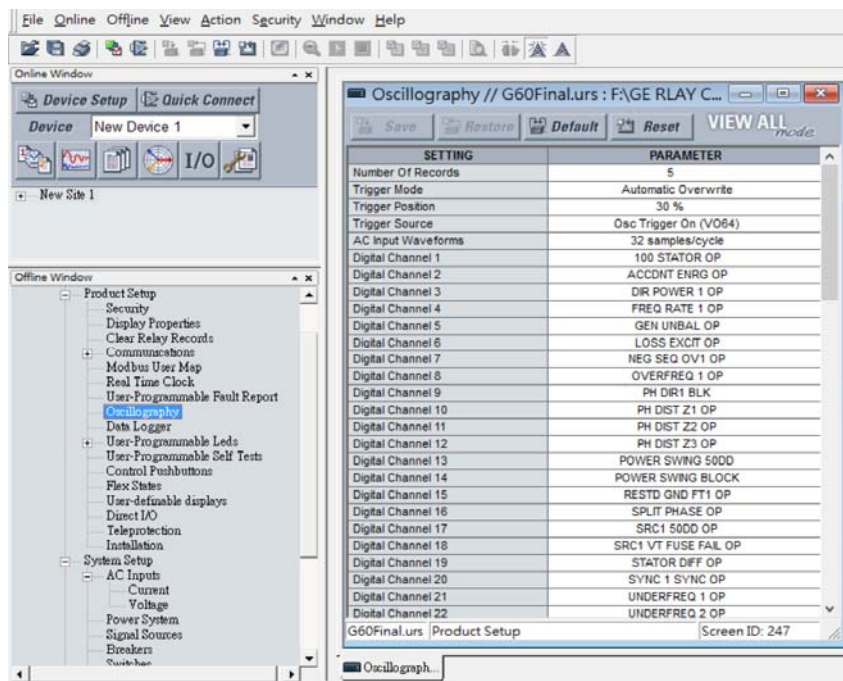 File Online Offline View Action Security Window Help
Online Window
Device Setup Quick Connect
Device New Device 1
I/O
New Site 1
Offline Window
Product Setup
Security
Display Properties
Clear Relay Records
Communications
Modbus User Map
Real Time Clock
User-Programmable Fault Report
Oscillography
Data Logger
User-Programmable Leds
User-Programmable Self Tests
Control Pushbuttons
Flex States
User-definable displays
Direct I/O
Teleprotection
Installation
System Setup
AC Inputs
Current
Voltage
Power System
Signal Sources
Breakers
Switches
Oscillography // G60Final.urs : F:\GE RLAY C...
Save Restore Default Reset VIEW ALL mode
SETTING PARAMETER
Number Of Records 5
Trigger Mode Automatic Overwrite
Trigger Position 30 %
Trigger Source Osc Trigger On (VO64)
AC Input Waveforms 32 samples/cycle
Digital Channel 1 100 STATOR OP
Digital Channel 2 ACCDNT ENRG OP
Digital Channel 3 DIR POWER 1 OP
Digital Channel 4 FREQ RATE 1 OP
Digital Channel 5 GEN UNBAL OP
Digital Channel 6 LOSS EXCIT OP
Digital Channel 7 NEG SEQ OV1 OP
Digital Channel 8 OVERFREQ 1 OP
Digital Channel 9 PH DIR1 BLK
Digital Channel 10 PH DIST Z1 OP
Digital Channel 11 PH DIST Z2 OP
Digital Channel 12 PH DIST Z3 OP
Digital Channel 13 POWER SWING 50DD
Digital Channel 14 POWER SWING BLOCK
Digital Channel 15 RESTD GND FT1 OP
Digital Channel 16 SPLIT PHASE OP
Digital Channel 17 SRC1 50DD OP
Digital Channel 18 SRC1 VT FUSE FAIL OP
Digital Channel 19 STATOR DIFF OP
Digital Channel 20 SYNC 1 SYNC OP
Digital Channel 21 UNDERFREQ 1 OP
Digital Channel 22 UNDERFREQ 2 OP
G60Final.urs Product Setup Screen ID: 247
Oscillograph...